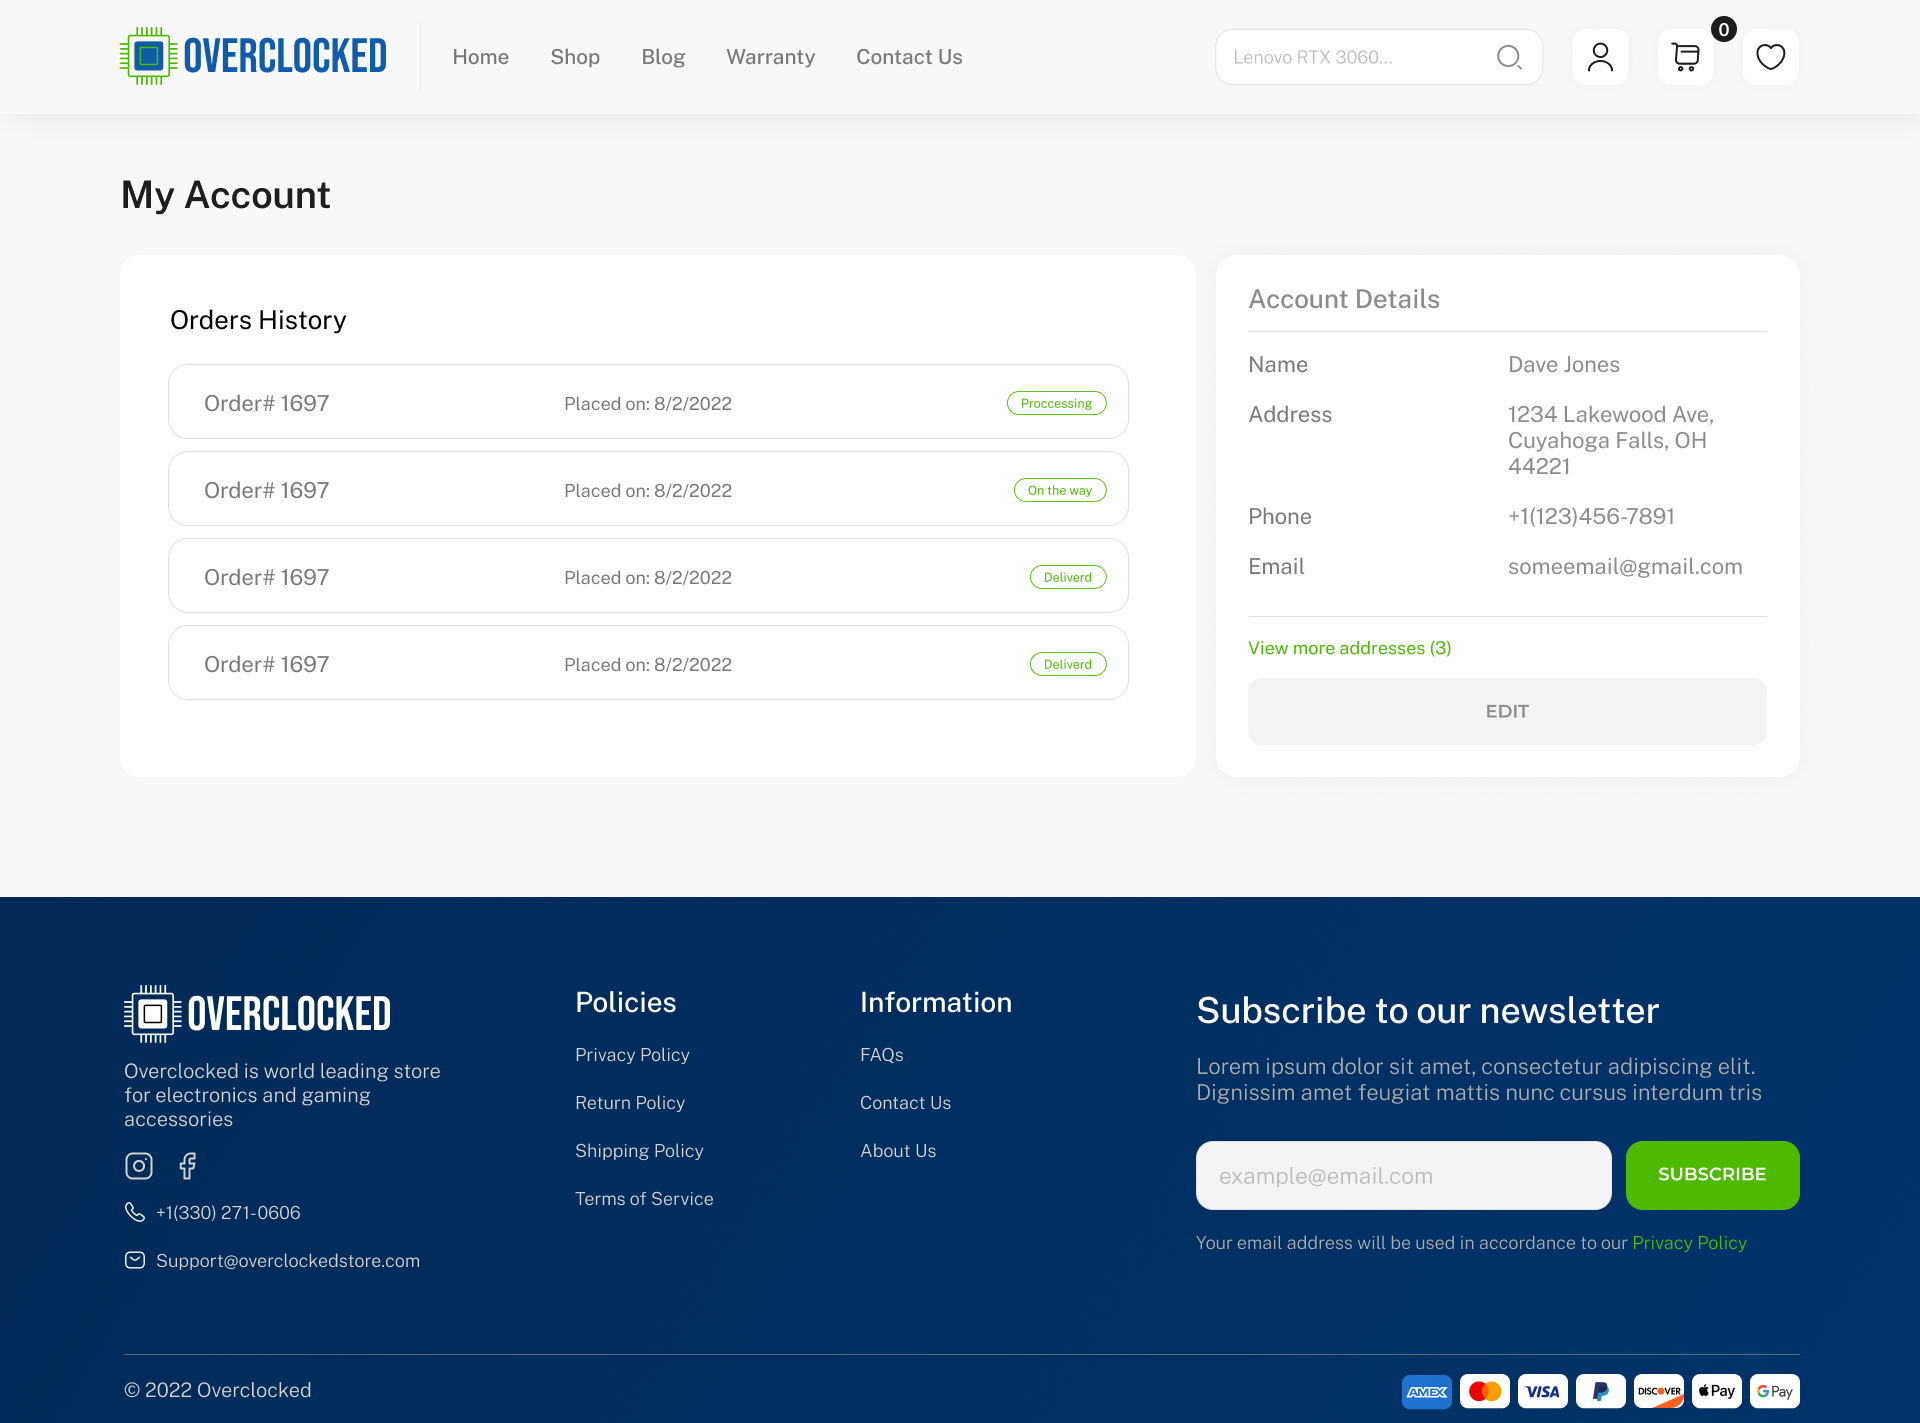 OVERCLOCKED
Home
Shop
Blog
Warranty
Contact Us
Lenovo RTX 3060...
0
My Account
Orders History
Order# 1697
Placed on: 8/2/2022
Proccessing
Order# 1697
Placed on: 8/2/2022
On the way
Order# 1697
Placed on: 8/2/2022
Deliverd
Order# 1697
Placed on: 8/2/2022
Deliverd
Account Details
Name
Dave Jones
Address
1234 Lakewood Ave,
Cuyahoga Falls, OH
44221
Phone
+1(123)456-7891
Email
someemail@gmail.com
View more addresses (3)
EDIT
OVERCLOCKED
Overclocked is world leading store
for electronics and gaming
accessories
+1(330) 271-0606
Support@overclockedstore.com
Policies
Privacy Policy
Return Policy
Shipping Policy
Terms of Service
Information
FAQs
Contact Us
About Us
Subscribe to our newsletter
Lorem ipsum dolor sit amet, consectetur adipiscing elit.
Dignissim amet feugiat mattis nunc cursus interdum tris
example@email.com
SUBSCRIBE
Your email address will be used in accordance to our Privacy Policy
© 2022 Overclocked
AMEX
VISA
DISCOVER
Pay
G Pay